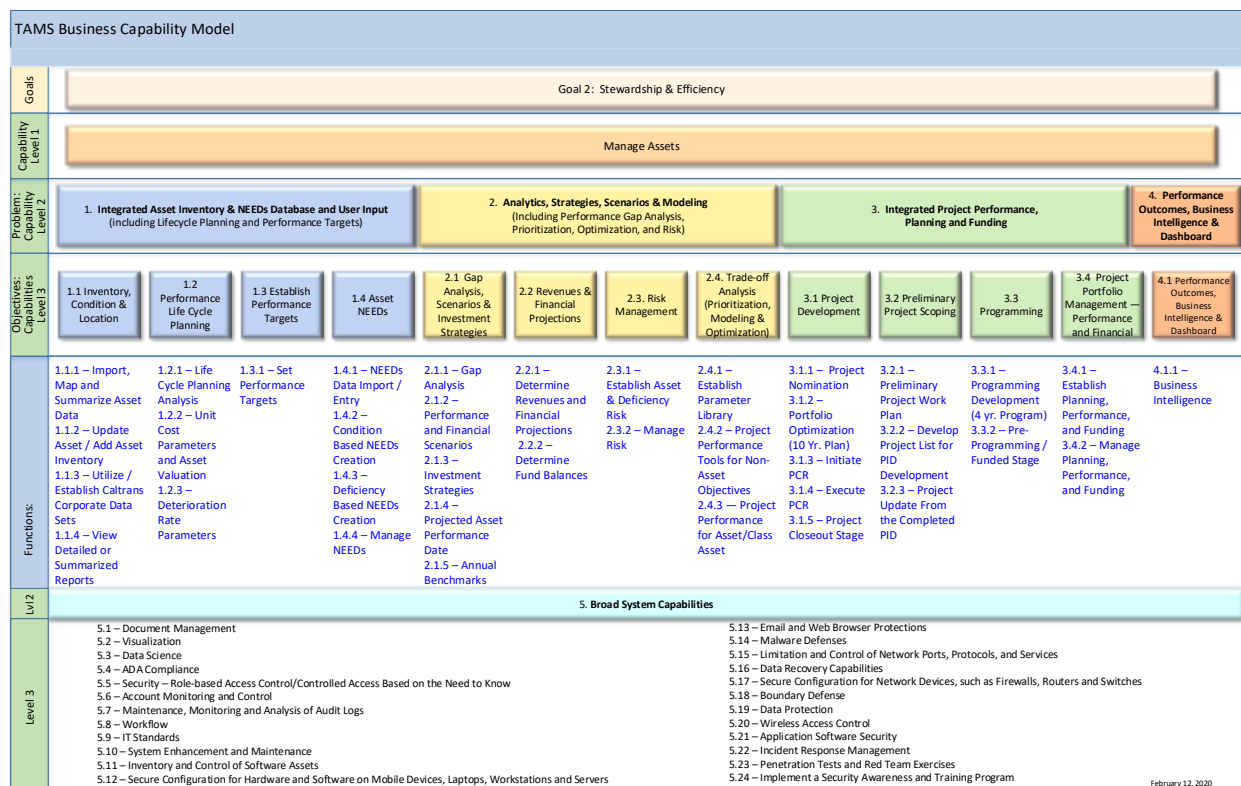 TAMS Business Capability Model
Goals
Goal 2:  Stewardship & Efficiency
Capability
Level 1
Manage Assets
Problem:
Capability
Level 2
1.  Integrated Asset Inventory & NEEDs Database and User Input
(including Lifecycle Planning and Performance Targets)
2.  Analytics, Strategies, Scenarios & Modeling
(Including Performance Gap Analysis,
Prioritization, Optimization, and Risk)
3.  Integrated Project Performance,
Planning and Funding
4.  Performance
Outcomes, Business
Intelligence &
Dashboard
Objectives:
Capabilities
Level 3
1.1 Inventory,
Condition &
Location
1.2
Performance
Life Cycle
Planning
1.3 Establish
Performance
Targets
1.4 Asset
NEEDs
2.1  Gap
Analysis,
Scenarios &
Investment
Strategies
2.2 Revenues &
Financial
Projections
2.3. Risk
Management
2.4. Trade-off
Analysis
(Prioritization,
Modeling &
Optimization)
3.1 Project
Development
3.2 Preliminary
Project Scoping
3.3
Programming
3.4 Project
Portfolio
Management —
Performance
and Financial
4.1 Performance
Outcomes,
Business
Intelligence &
Dashboard
Functions:
1.1.1 – Import,
Map and
Summarize Asset
Data
1.1.2 – Update
Asset / Add Asset
Inventory
1.1.3 – Utilize /
Establish Caltrans
Corporate Data
Sets
1.1.4 – View
Detailed or
Summarized
Reports
1.2.1 – Life
Cycle Planning
Analysis
1.2.2 – Unit
Cost
Parameters
and Asset
Valuation
1.2.3 –
Deterioration
Rate
Parameters
1.3.1 – Set
Performance
Targets
1.4.1 – NEEDs
Data Import /
Entry
1.4.2 –
Condition
Based NEEDs
Creation
1.4.3 –
Deficiency
Based NEEDs
Creation
1.4.4 – Manage
NEEDs
2.1.1 – Gap
Analysis
2.1.2 –
Performance
and Financial
Scenarios
2.1.3 –
Investment
Strategies
2.1.4 –
Projected Asset
Performance
Date
2.1.5 – Annual
Benchmarks
2.2.1 –
Determine
Revenues and
Financial
Projections
2.2.2 –
Determine
Fund Balances
2.3.1 –
Establish Asset
& Deficiency
Risk
2.3.2 – Manage
Risk
2.4.1 –
Establish
Parameter
Library
2.4.2 – Project
Performance
Tools for Non-
Asset
Objectives
2.4.3 — Project
Performance
for Asset/Class
Asset
3.1.1 – Project
Nomination
3.1.2 –
Portfolio
Optimization
(10 Yr. Plan)
3.1.3 – Initiate
PCR
3.1.4 – Execute
PCR
3.1.5 – Project
Closeout Stage
3.2.1 –
Preliminary
Project Work
Plan
3.2.2 – Develop
Project List for
PID
Development
3.2.3 – Project
Update From
the Completed
PID
3.3.1 –
Programming
Development
(4 yr. Program)
3.3.2 – Pre-
Programming /
Funded Stage
3.4.1 –
Establish
Planning,
Performance,
and Funding
3.4.2 – Manage
Planning,
Performance,
and Funding
4.1.1 –
Business
Intelligence
Lvl 2
5. Broad System Capabilities
Level 3
5.1 – Document Management
5.2 – Visualization
5.3 – Data Science
5.4 – ADA Compliance
5.5 – Security – Role-based Access Control/Controlled Access Based on the Need to Know
5.6 – Account Monitoring and Control
5.7 – Maintenance, Monitoring and Analysis of Audit Logs
5.8 – Workflow
5.9 – IT Standards
5.10 – System Enhancement and Maintenance
5.11 – Inventory and Control of Software Assets
5.12 – Secure Configuration for Hardware and Software on Mobile Devices, Laptops, Workstations and Servers
5.13 – Email and Web Browser Protections
5.14 – Malware Defenses
5.15 – Limitation and Control of Network Ports, Protocols, and Services
5.16 – Data Recovery Capabilities
5.17 – Secure Configuration for Network Devices, such as Firewalls, Routers and Switches
5.18 – Boundary Defense
5.19 – Data Protection
5.20 – Wireless Access Control
5.21 – Application Software Security
5.22 – Incident Response Management
5.23 – Penetration Tests and Red Team Exercises
5.24 – Implement a Security Awareness and Training Program
February 12, 2020